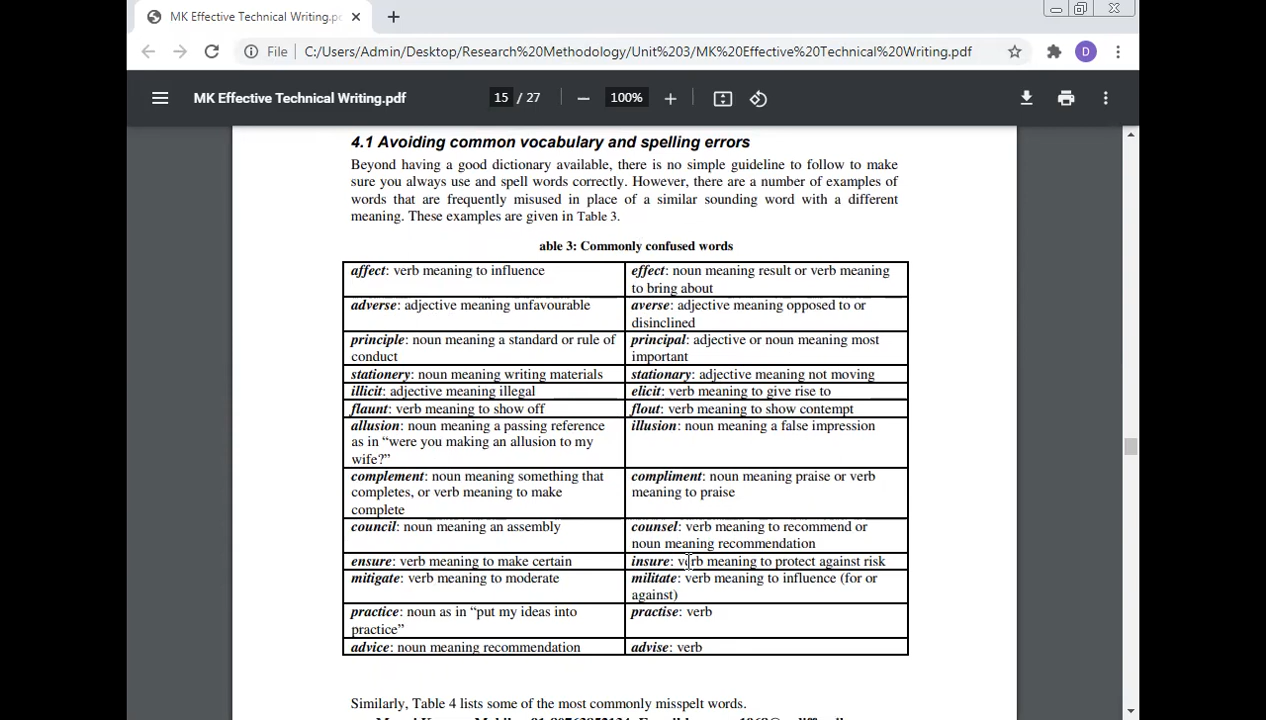 MK Effective Technical Writing.pd
File
C:/Users/Admin/Desktop/Research%20Methodology/Unit%203/MK%20Effective%20Technical%20Writing.pdf
D
MK Effective Technical Writing.pdf
15 / 27
100%
4.1 Avoiding common vocabulary and spelling errors
Beyond having a good dictionary available, there is no simple guideline to follow to make
sure you always use and spell words correctly. However, there are a number of examples of
words that are frequently misused in place of a similar sounding word with a different
meaning. These examples are given in Table 3.
able 3: Commonly confused words
affect: verb meaning to influence
effect: noun meaning result or verb meaning
to bring about
adverse: adjective meaning unfavourable
averse: adjective meaning opposed to or
disinclined
principle: noun meaning a standard or rule of
conduct
principal: adjective or noun meaning most
important
stationery: noun meaning writing materials
stationary: adjective meaning not moving
illicit: adjective meaning illegal
elicit: verb meaning to give rise to
flaunt: verb meaning to show off
flout: verb meaning to show contempt
allusion: noun meaning a passing reference
as in “were you making an allusion to my
wife?”
illusion: noun meaning a false impression
complement: noun meaning something that
completes, or verb meaning to make
complete
compliment: noun meaning praise or verb
meaning to praise
council: noun meaning an assembly
counsel: verb meaning to recommend or
noun meaning recommendation
ensure: verb meaning to make certain
insure: verb meaning to protect against risk
mitigate: verb meaning to moderate
militate: verb meaning to influence (for or
against)
practice: noun as in “put my ideas into
practice”
practise: verb
advice: noun meaning recommendation
advise: verb
Similarly, Table 4 lists some of the most commonly misspelt words.